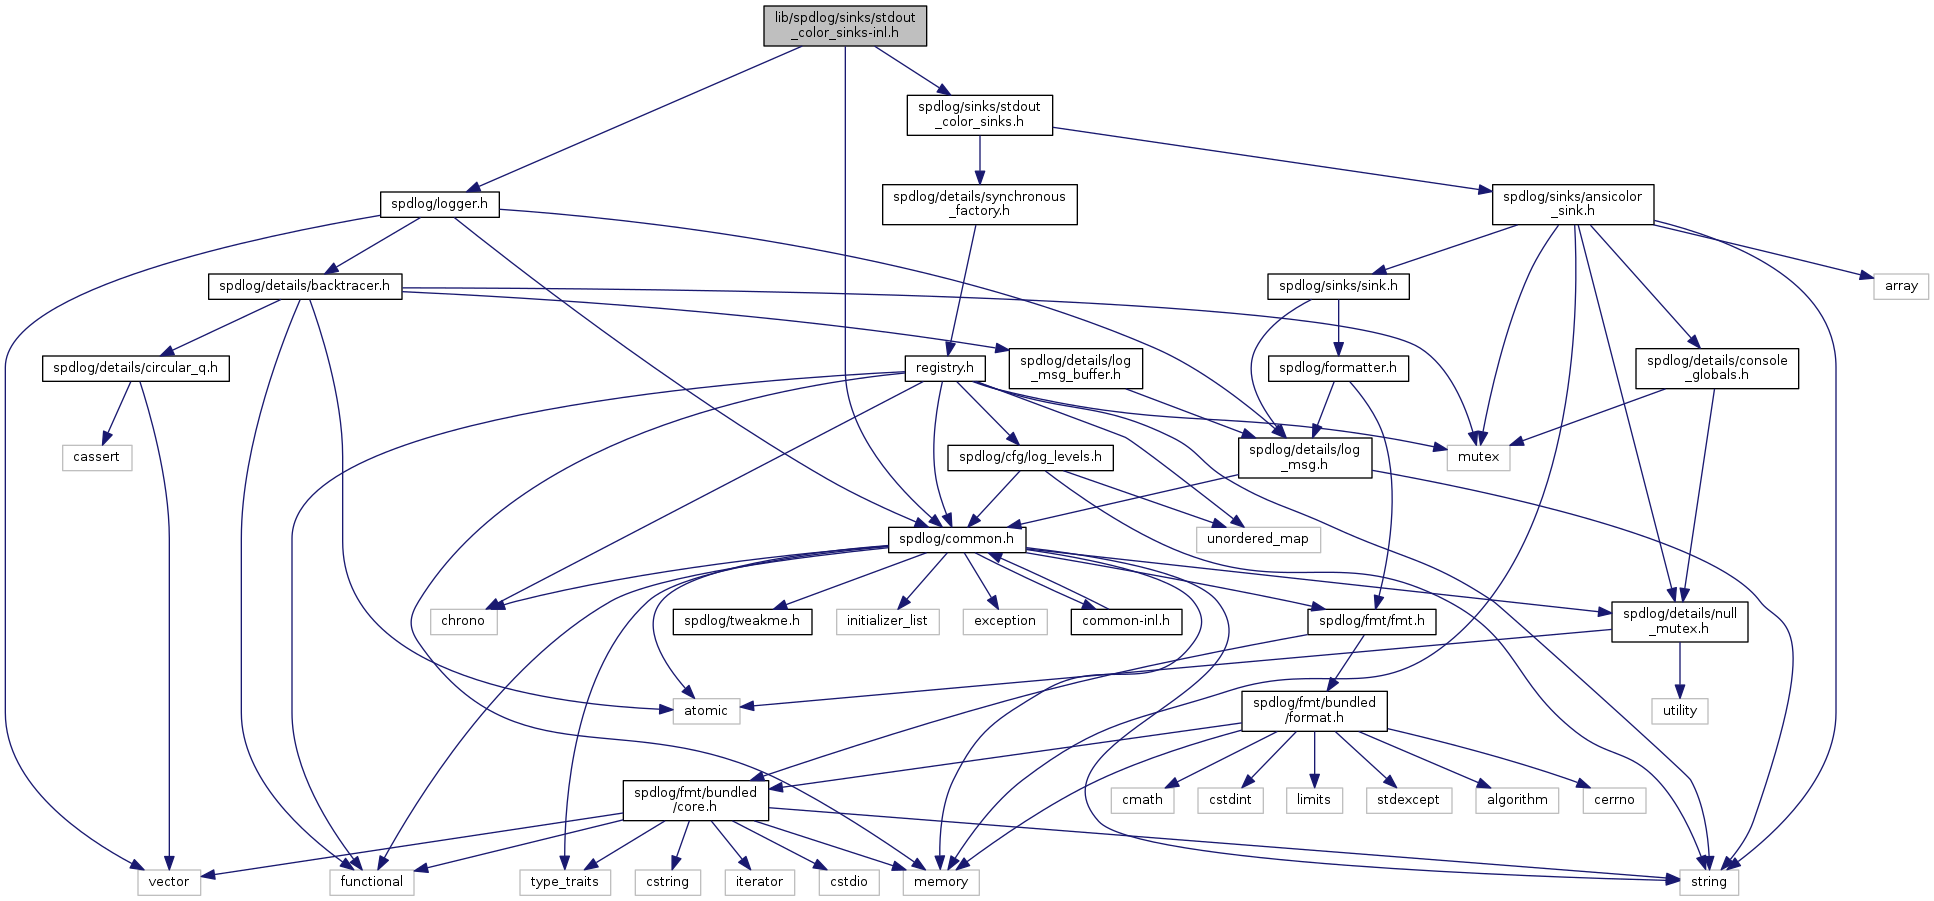 lib/spdlog/sinks/stdout
_color_sinks-inl.h
spdlog/sinks/stdout
_color_sinks.h
spdlog/logger.h
spdlog/details/synchronous
_factory.h
spdlog/sinks/ansicolor
_sink.h
spdlog/details/backtracer.h
spdlog/sinks/sink.h
array
spdlog/details/circular_q.h
registry.h
spdlog/details/log
_msg_buffer.h
spdlog/formatter.h
spdlog/details/console
_globals.h
cassert
spdlog/cfg/log_levels.h
spdlog/details/log
_msg.h
mutex
spdlog/common.h
unordered_map
chrono
spdlog/tweakme.h
initializer_list
exception
common-inl.h
spdlog/fmt/fmt.h
spdlog/details/null
_mutex.h
atomic
spdlog/fmt/bundled
/format.h
utility
spdlog/fmt/bundled
/core.h
cmath
cstdint
limits
stdexcept
algorithm
cerrno
vector
functional
type_traits
cstring
iterator
cstdio
memory
string